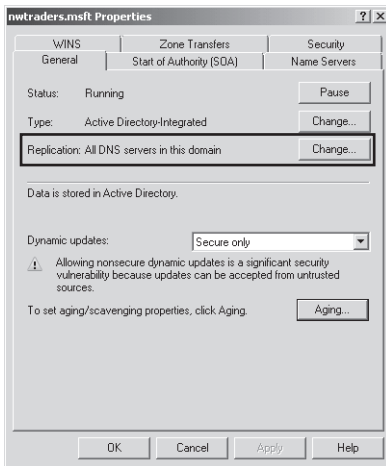 nwtraders.msft Properties
WINS Zone Transfers Security
General Start of Authority (SOA) Name Servers
Status: Running Pause
Type: Active Directory-Integrated Change...
Replication: All DNS servers in this domain Change...
Data is stored in Active Directory.
Dynamic updates: Secure only
Allowing nonsecure dynamic updates is a significant security
vulnerability because updates can be accepted from untrusted
sources.
To set aging/scavenging properties, click Aging. Aging...
OK Cancel Apply Help